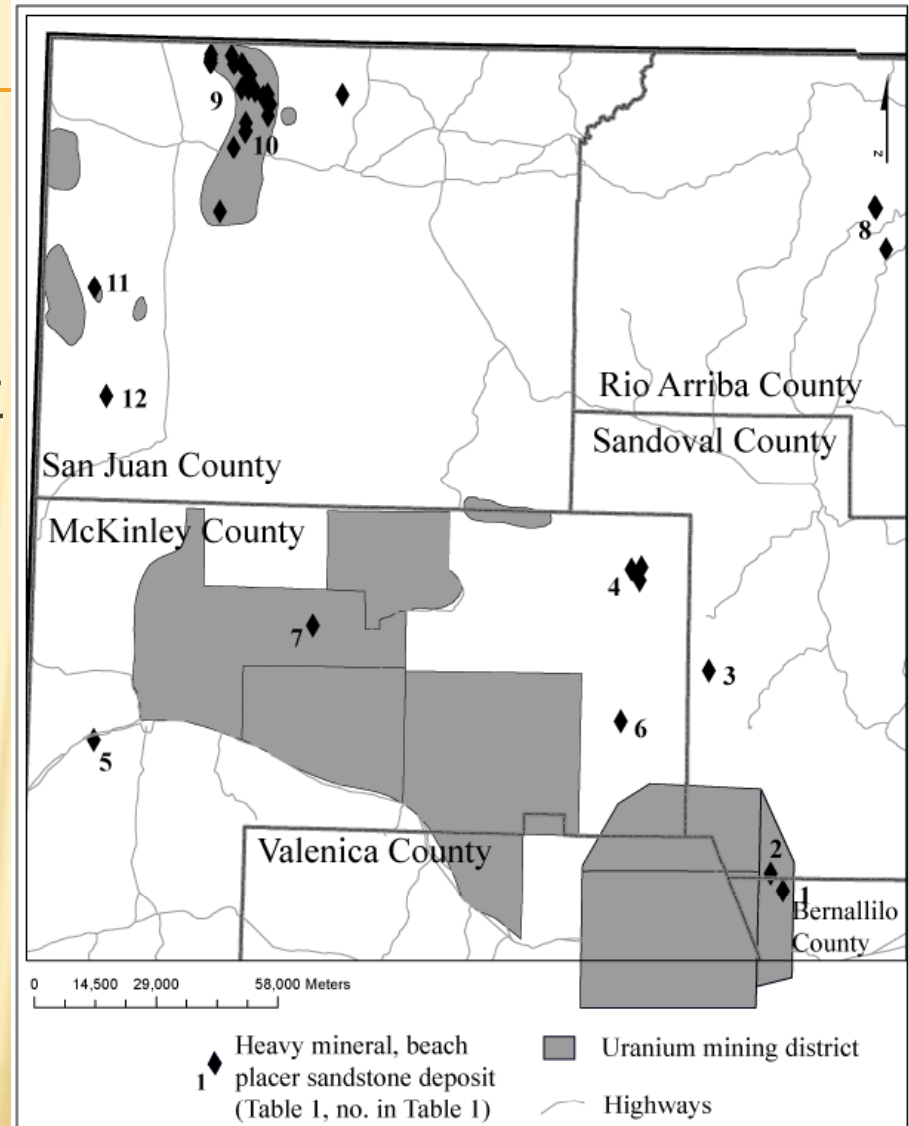 9
10
N
8
11
12
Rio Arriba County
Sandoval County
San Juan County
McKinley County
4
7
3
6
5
Valenica County
2
1
Bernallilo
County
0 14,500 29,000 58,000 Meters
1 Heavy mineral, beach
placer sandstone deposit
(Table 1, no. in Table 1)
Uranium mining district
Highways